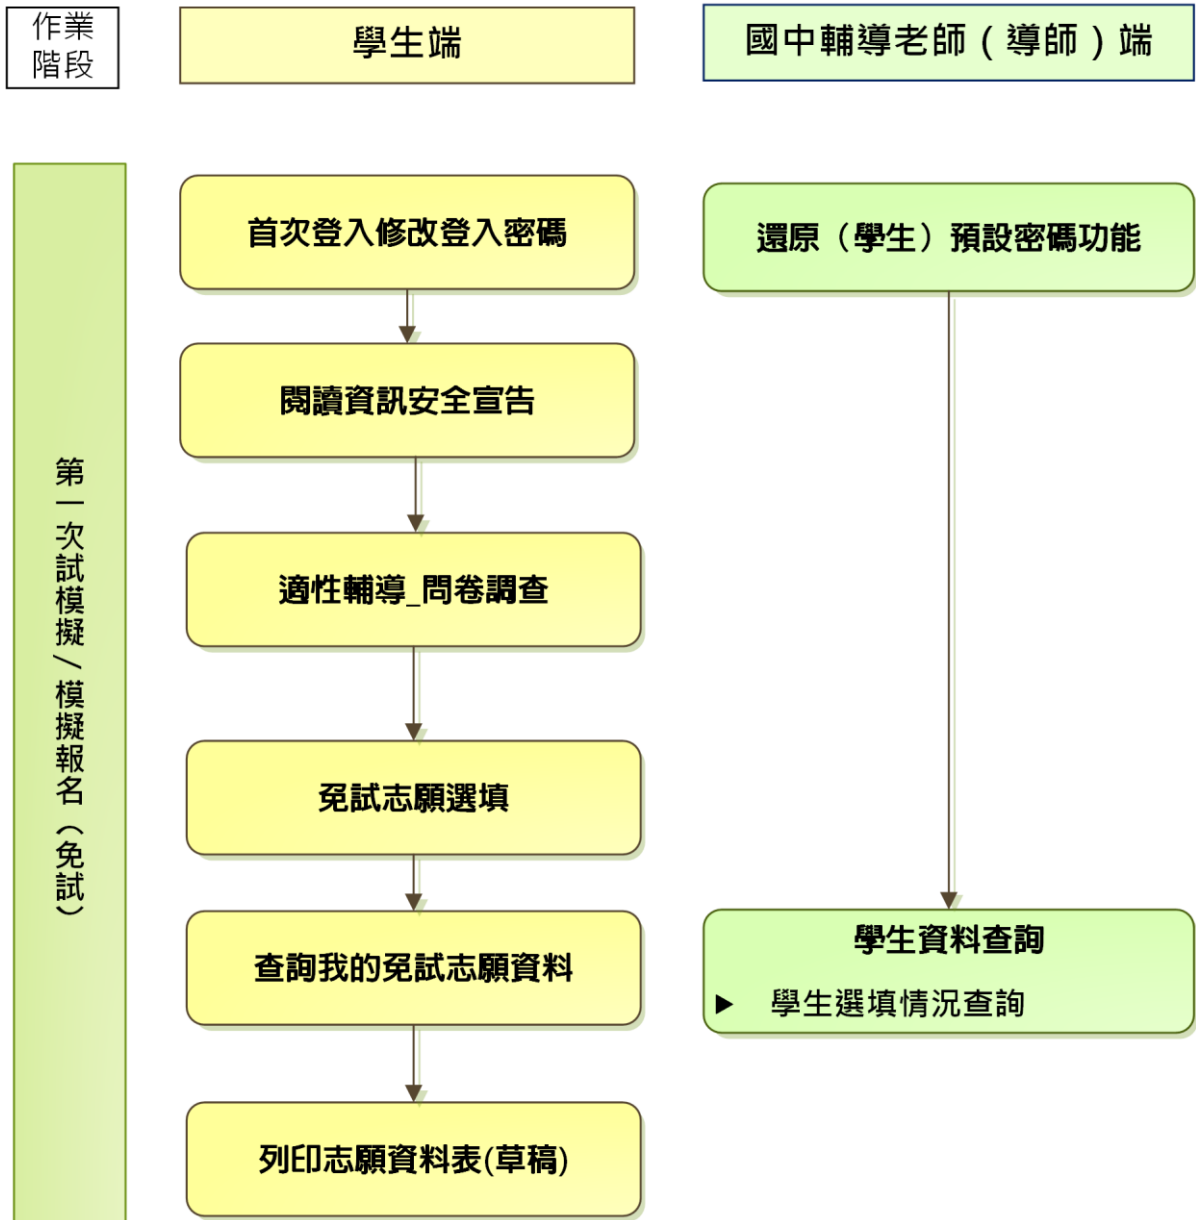 作業
階段
學生端
國中輔導老師（導師）端
第一次試模擬／模擬報名（免試）
首次登入修改登入密碼
還原（學生）預設密碼功能
閱讀資訊安全宣告
適性輔導_問卷調查
免試志願選填
查詢我的免試志願資料
學生資料查詢
► 學生選填情況查詢
列印志願資料表(草稿)